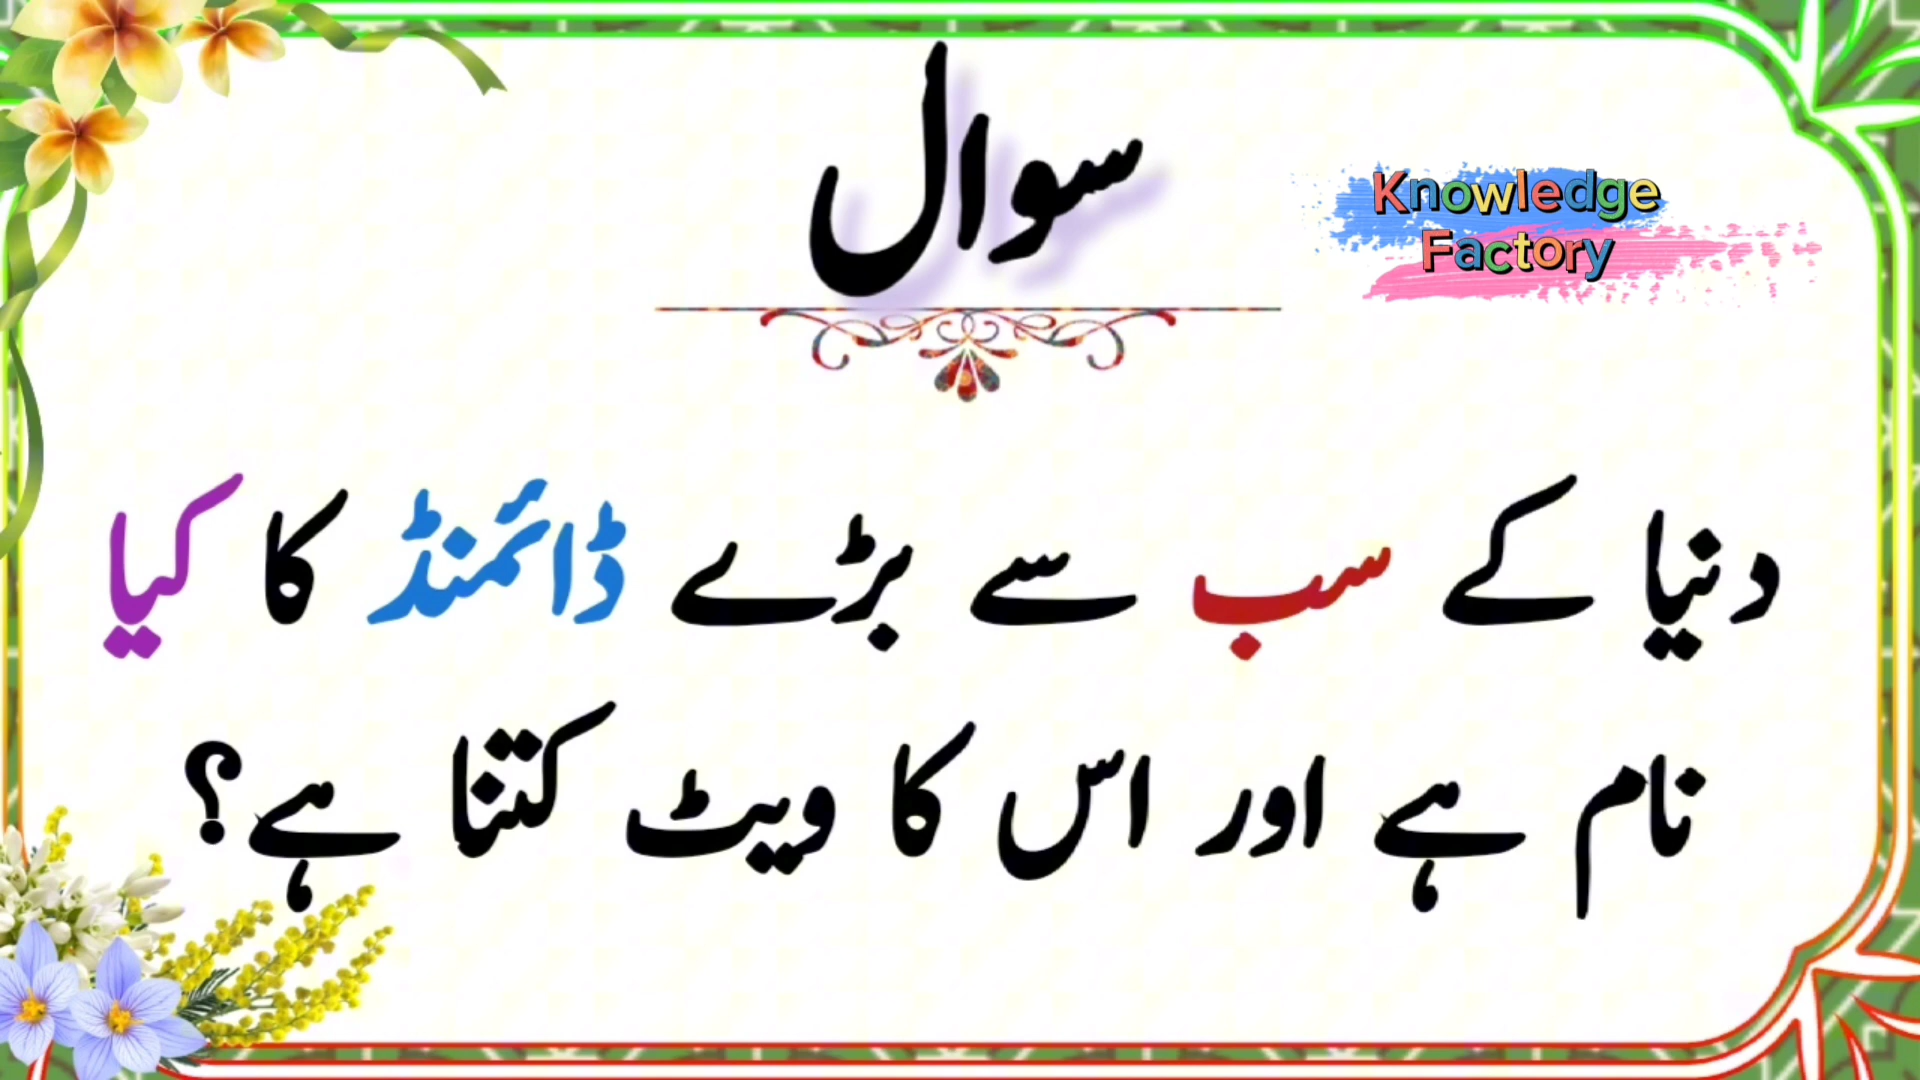 سوال
Knowledge
Factory
دنیا کے سب سے بڑے ڈائمنڈ کا کیا
نام ہے اور اس کا ویٹ کتنا ہے؟